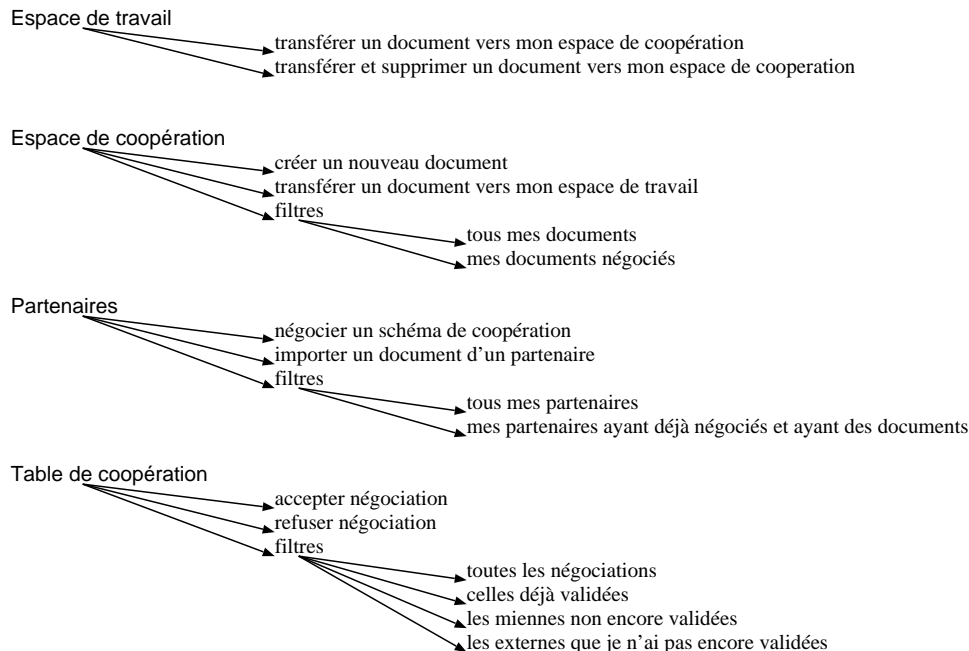 Espace de travail
transférer un document vers mon espace de coopération
transférer et supprimer un document vers mon espace de cooperation
Espace de coopération
créer un nouveau document
transférer un document vers mon espace de travail
filtres
tous mes documents
mes documents négociés
Partenaires
négocier un schéma de coopération
importer un document d'un partenaire
filtres
tous mes partenaires
mes partenaires ayant déjà négociés et ayant des documents
Table de coopération
accepter négociation
refuser négociation
filtres
toutes les négociations
celles déjà validées
les miennes non encore validées
les externes que je n'ai pas encore validées